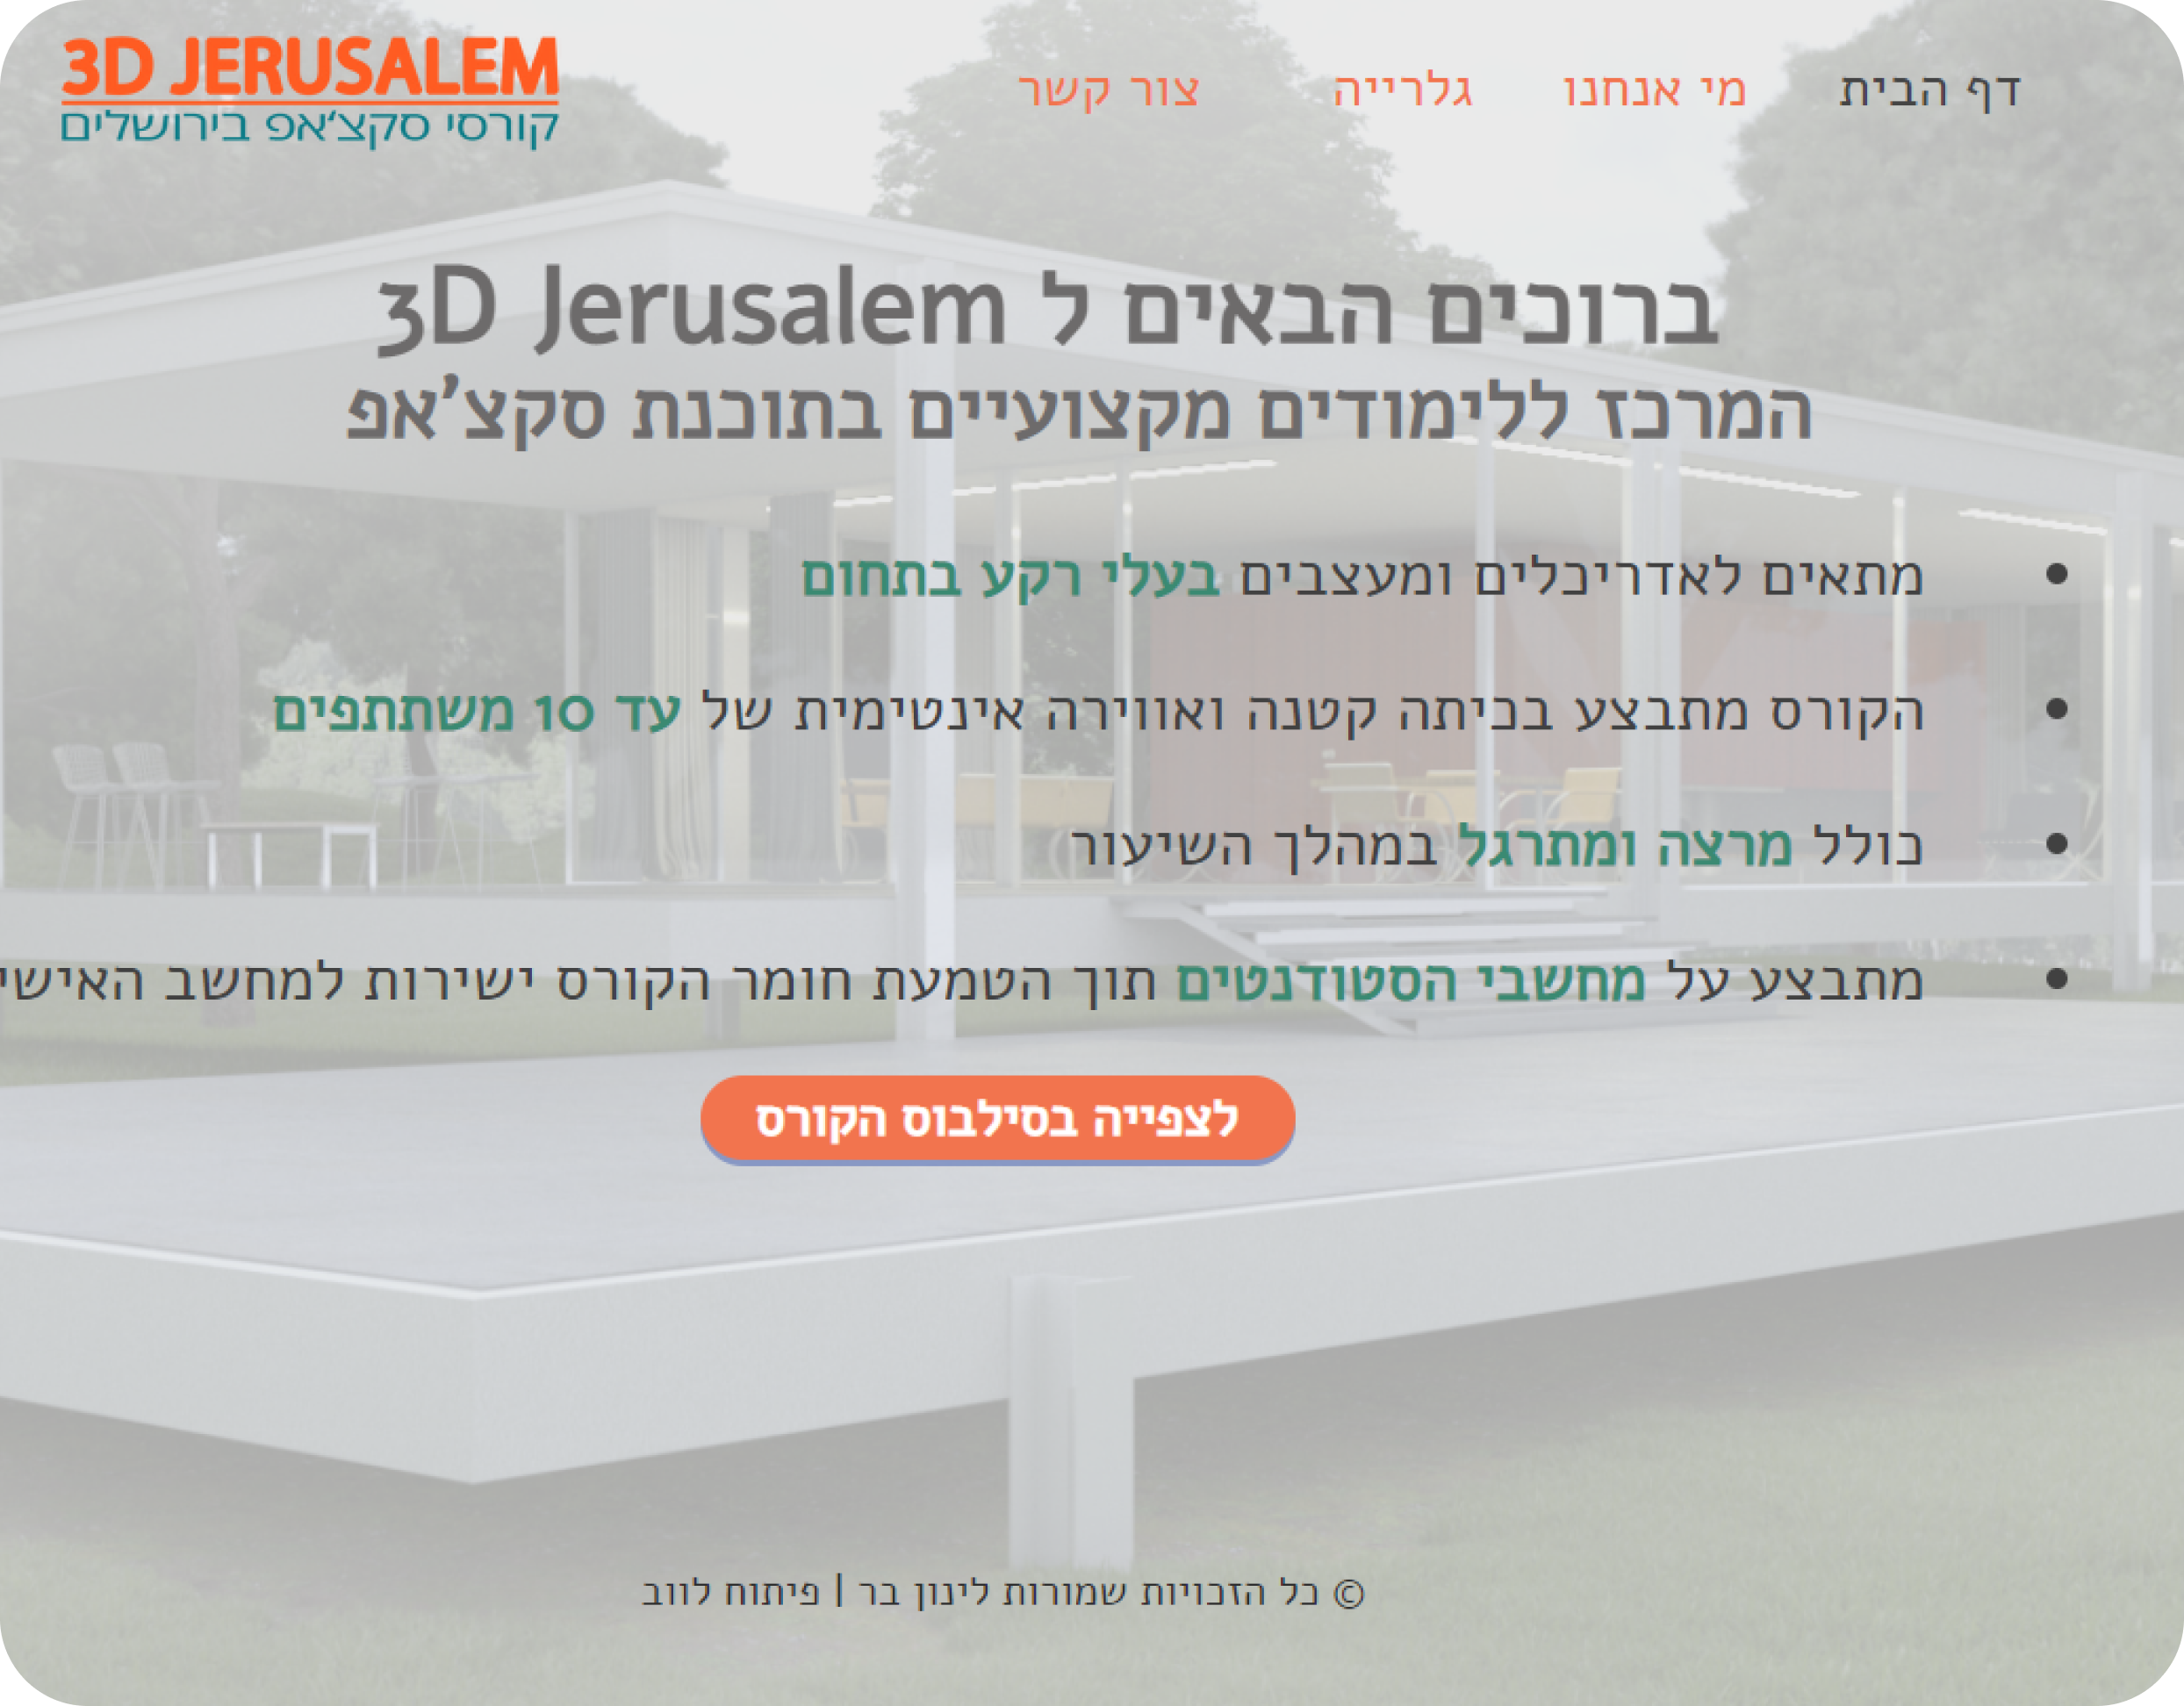 3D JERUSALEM
קורסי סקצ'אפ בירושלים
דף הבית
מי אנחנו
גלרייה
צור קשר
ברוכים הבאים ל 3D Jerusalem
המרכז ללימודים מקצועיים בתוכנת סקצ'אפ
• מתאים לאדריכלים ומעצבים בעלי רקע בתחום
• הקורס מתבצע בכיתה קטנה ואווירה אינטימית של עד 10 משתתפים
• כולל מרצה ומתרגל במהלך השיעור
• מתבצע על מחשבי הסטודנטים תוך הטמעת חומר הקורס ישירות למחשב האישי
לצפייה בסילבוס הקורס
© כל הזכויות שמורות לינון בר | פיתוח לווב